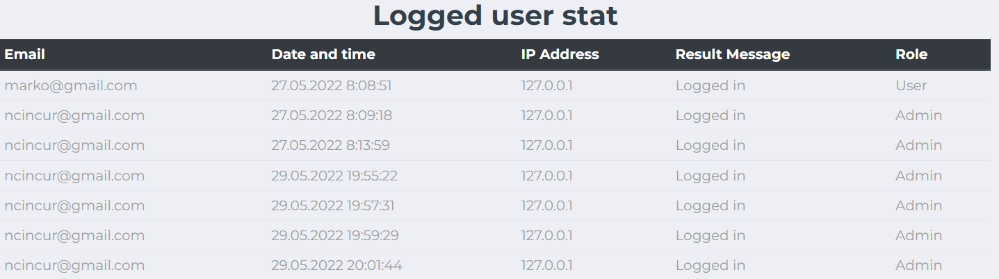 Logged user stat
Email Date and time IP Address Result Message Role
marko@gmail.com 27.05.2022 8:08:51 127.0.0.1 Logged in User
ncincur@gmail.com 27.05.2022 8:09:18 127.0.0.1 Logged in Admin
ncincur@gmail.com 27.05.2022 8:13:59 127.0.0.1 Logged in Admin
ncincur@gmail.com 29.05.2022 19:55:22 127.0.0.1 Logged in Admin
ncincur@gmail.com 29.05.2022 19:57:31 127.0.0.1 Logged in Admin
ncincur@gmail.com 29.05.2022 19:59:29 127.0.0.1 Logged in Admin
ncincur@gmail.com 29.05.2022 20:01:44 127.0.0.1 Logged in Admin